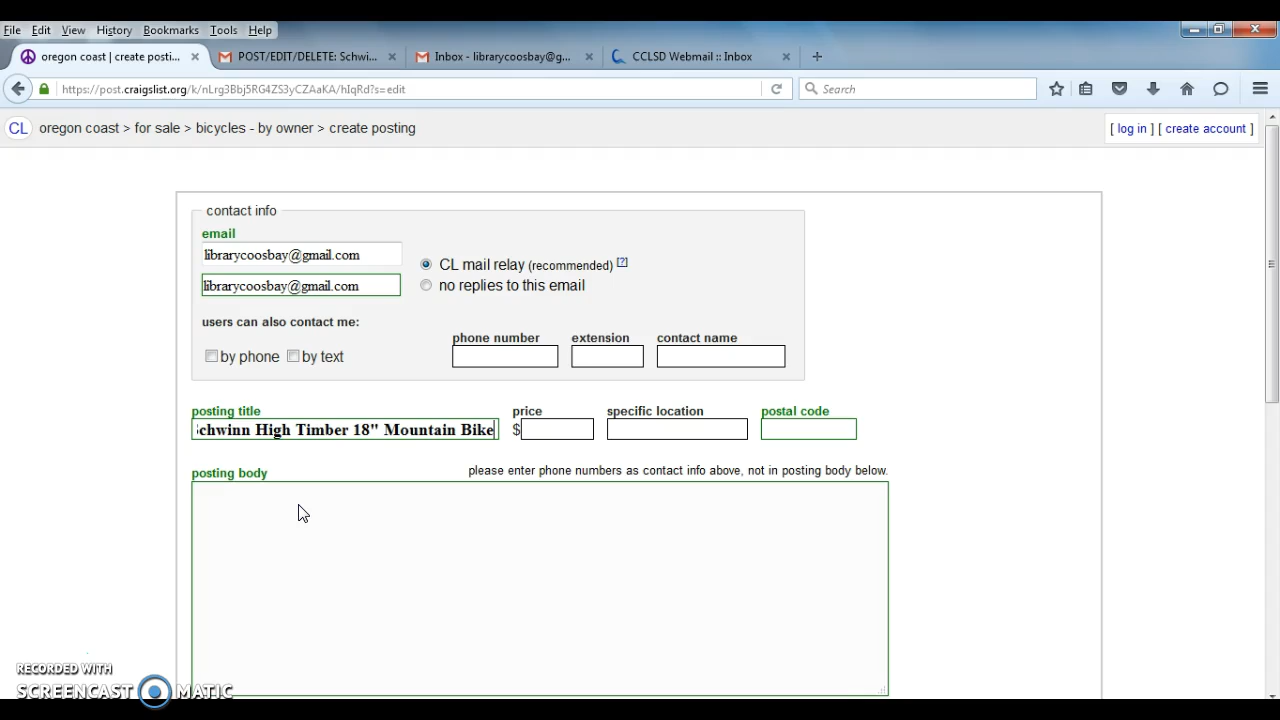 File Edit View History Bookmarks Tools Help
oregon coast | create posti... × POST/EDIT/DELETE: Schwi... × Inbox - librarycoosbay@g... × CCLSD Webmail :: Inbox × +
https://post.craigslist.org/k/nLrg3Bbj5RG4ZS3yCZAaKA/hIqRd?s=edit Search
CL oregon coast > for sale > bicycles - by owner > create posting [ log in ] [ create account ]
contact info
email
librarycoosbay@gmail.com
CL mail relay (recommended) [?]
librarycoosbay@gmail.com
no replies to this email
users can also contact me:
phone number extension contact name
by phone by text
posting title price specific location postal code
Schwinn High Timber 18" Mountain Bike $
posting body please enter phone numbers as contact info above, not in posting body below.
RECORDED WITH
SCREENCAST MATIC